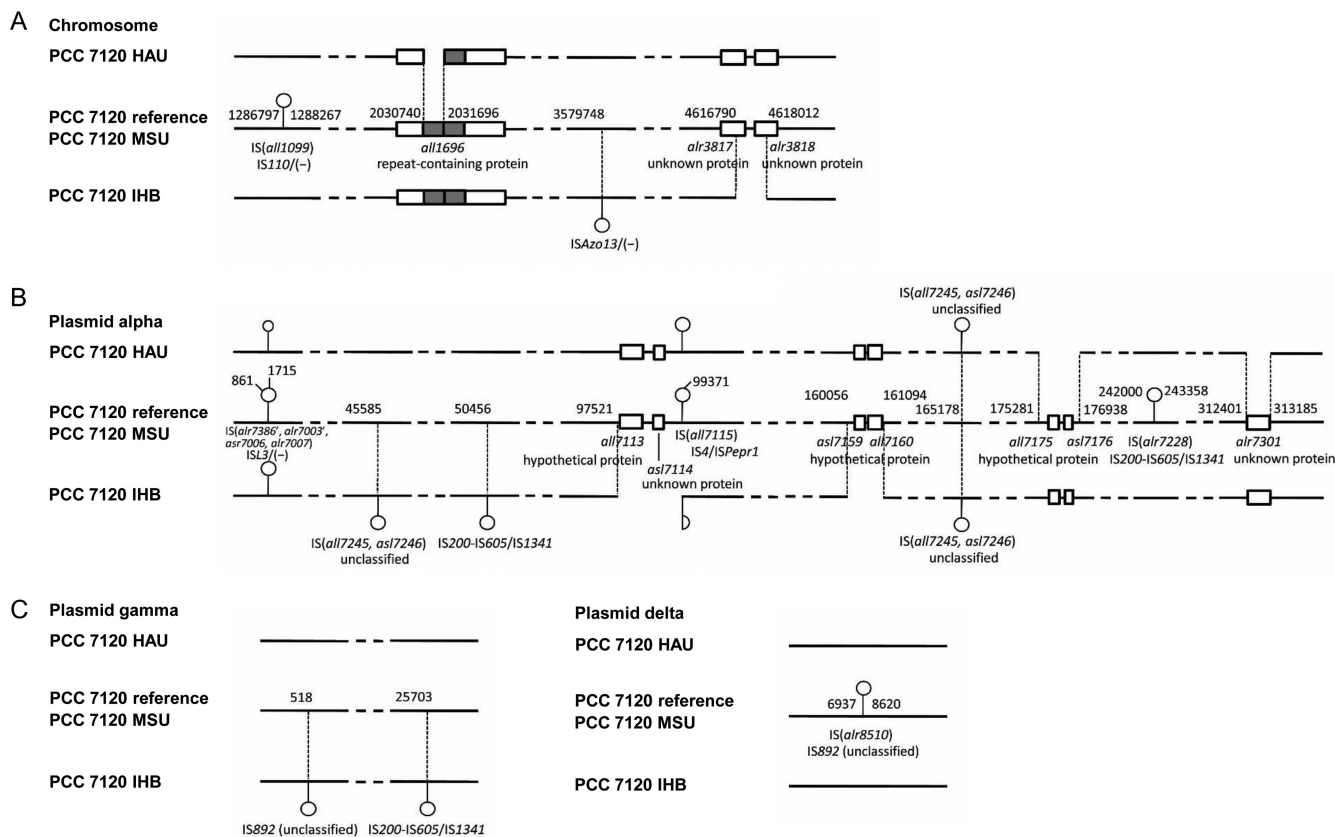 A
Chromosome
PCC 7120 HAU
1286797 1288267 2030740 2031696 3579748 4616790 4618012
PCC 7120 reference
PCC 7120 MSU
IS(all1099) all1696 alr3817 alr3818
IS110/(−) repeat-containing protein unknown protein unknown protein
PCC 7120 IHB
ISAzo13/(−)
B
IS(all7245, asl7246)
unclassified
Plasmid alpha
PCC 7120 HAU
861 1715 45585 50456 97521 99371 160056 161094 165178 175281 176938 242000 243358 312401 313185
PCC 7120 reference
PCC 7120 MSU
IS(alr7386', alr7003', asr7006, alr7007)
ISL3/(−)
all7113
hypothetical protein
asl7114
unknown protein
IS(all7115)
IS4/ISPepr1
asl7159 all7160
hypothetical protein
all7175 asl7176
hypothetical protein
IS(alr7228)
IS200-IS605/IS1341
alr7301
unknown protein
PCC 7120 IHB
IS(all7245, asl7246)
unclassified
IS200-IS605/IS1341
IS(all7245, asl7246)
unclassified
C
Plasmid gamma
PCC 7120 HAU
518 25703
PCC 7120 reference
PCC 7120 MSU
PCC 7120 IHB
IS892 (unclassified) IS200-IS605/IS1341
Plasmid delta
PCC 7120 HAU
PCC 7120 reference
6937 8620
PCC 7120 MSU
IS(alr8510)
IS892 (unclassified)
PCC 7120 IHB